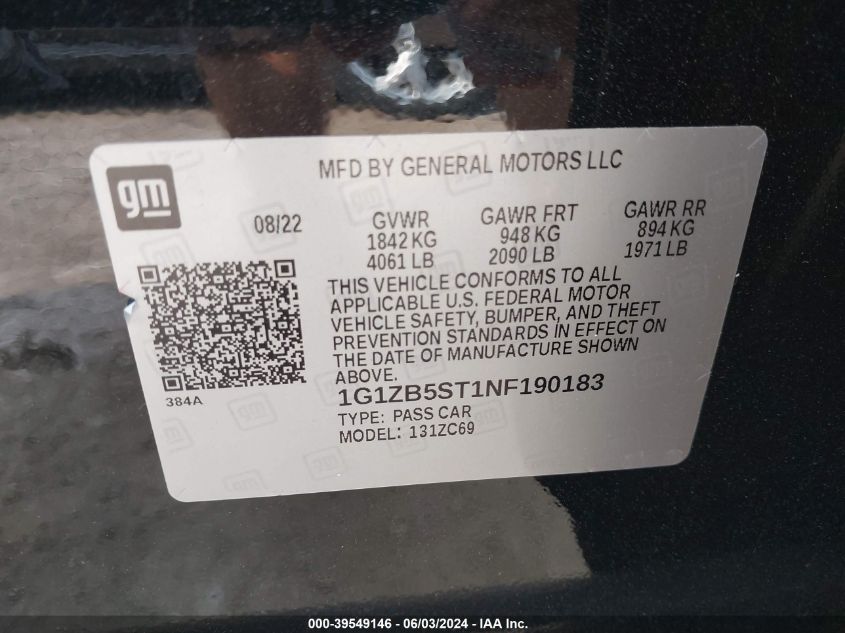 gm
MFD BY GENERAL MOTORS LLC
08/22
GVWR
1842 KG
4061 LB
GAWR FRT
948 KG
2090 LB
GAWR RR
894 KG
1971 LB
THIS VEHICLE CONFORMS TO ALL
APPLICABLE U.S. FEDERAL MOTOR
VEHICLE SAFETY, BUMPER, AND THEFT
PREVENTION STANDARDS IN EFFECT ON
THE DATE OF MANUFACTURE SHOWN
ABOVE.
384A
1G1ZB5ST1NF190183
TYPE: PASS CAR
MODEL: 131ZC69
000-39549146 - 06/03/2024 - IAA Inc.